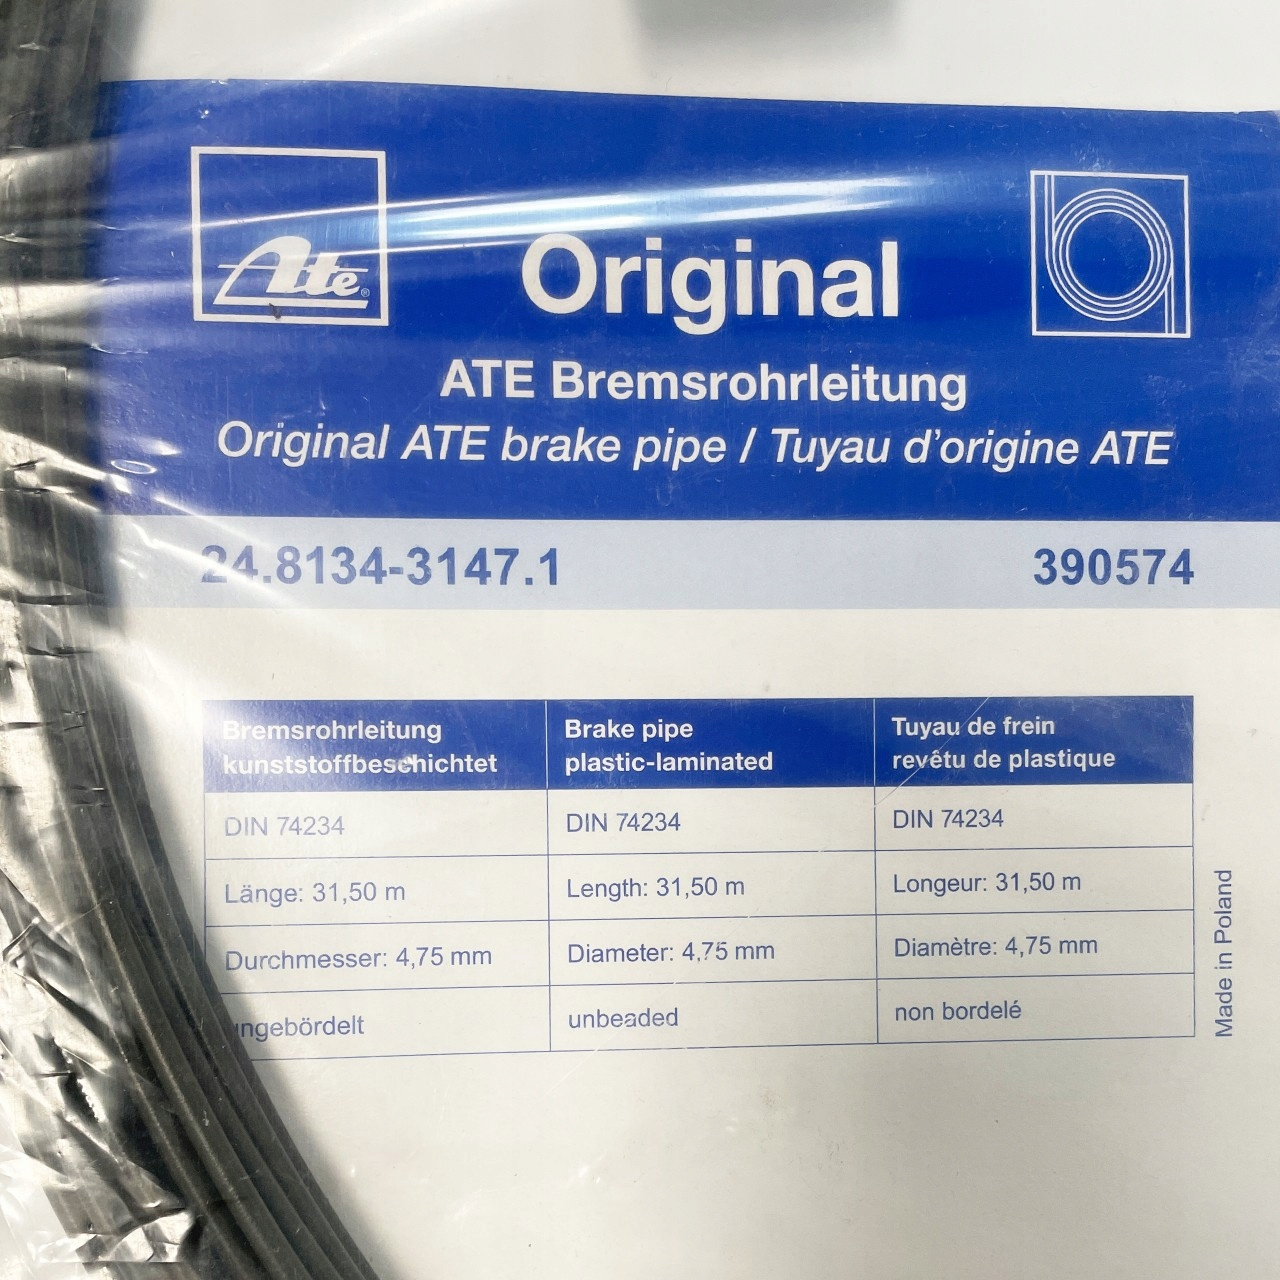 Ate®
Original
ATE Bremsrohrleitung
Original ATE brake pipe / Tuyau d'origine ATE
24.8134-3147.1
390574
Bremsrohrleitung
kunststoffbeschichtet
Brake pipe
plastic-laminated
Tuyau de frein
revêtu de plastique
DIN 74234
DIN 74234
DIN 74234
Länge: 31,50 m
Length: 31,50 m
Longeur: 31,50 m
Durchmesser: 4,75 mm
Diameter: 4,75 mm
Diamètre: 4,75 mm
ungebördelt
unbeaded
non bordelé
Made in Poland